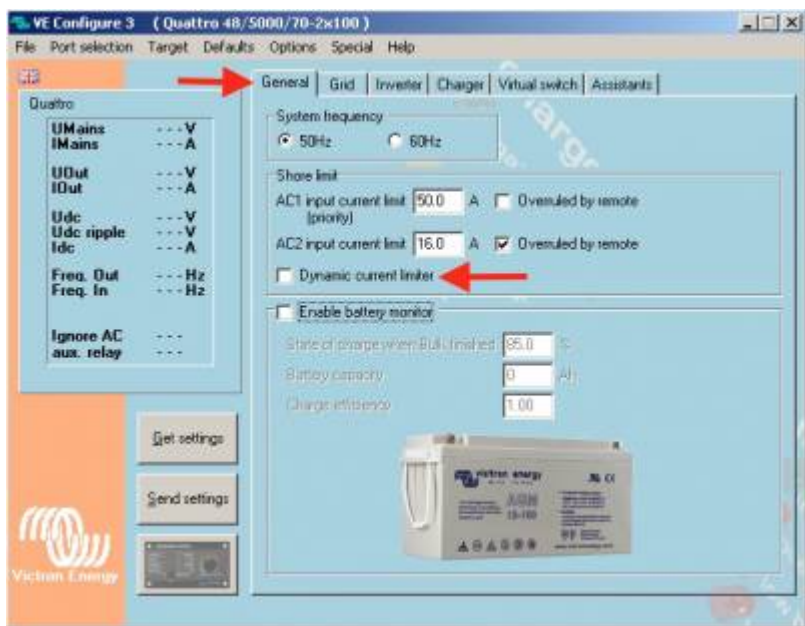 VE Configure 3 ( Quattro 48/5000/70-2x100 )
File Port selection Target Defaults Options Special Help
General Grid Inverter Charger Virtual switch Assistants
Quattro
UMains - - - V
IMains - - - A
UOut - - - V
IOut - - - A
Udc - - - V
Udc ripple - - - V
Idc - - - A
Freq. Out - - - Hz
Freq. In - - - Hz
Ignore AC - - -
aux. relay - - -
Get settings
Send settings
Victron Energy
System frequency
50Hz 60Hz
Shore limit
AC1 input current limit 50.0 A Overruled by remote
(priority)
AC2 input current limit 16.0 A Overruled by remote
Dynamic current limiter
Enable battery monitor
State of charge when Bulk finished 85.0 %
Battery capacity 0 Ah
Charge efficiency 1.00
victron energy
AGM